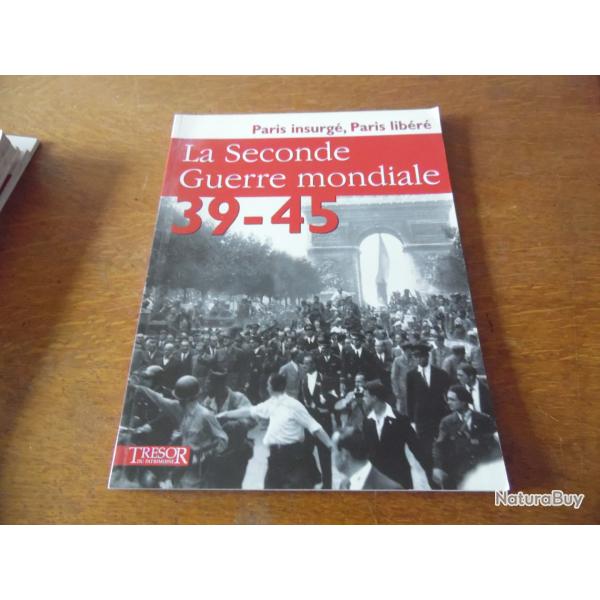 Paris insurgé, Paris libéré
La Seconde
Guerre mondiale
39-45
TRESOR
DU PATRIMOINE
NaturaBuy